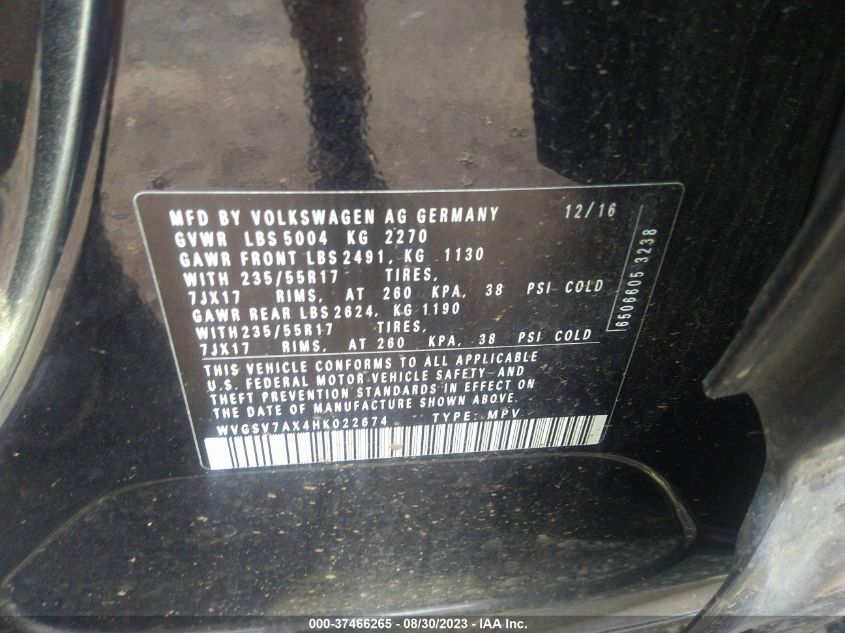 MFD BY VOLKSWAGEN AG GERMANY 12/16
GVWR LBS 5004 KG 2270
GAWR FRONT LBS 2491, KG 1130
WITH 235/55R17 TIRES,
7JX17 RIMS, AT 260 KPA, 38 PSI COLD
GAWR REAR LBS 2624, KG 1190
WITH235/55R17 TIRES,
7JX17 RIMS, AT 260 KPA, 38 PSI COLD
THIS VEHICLE CONFORMS TO ALL APPLICABLE
U.S. FEDERAL MOTOR VEHICLE SAFETY AND
THEFT PREVENTION STANDARDS IN EFFECT ON
THE DATE OF MANUFACTURE SHOWN ABOVE.
WVGSV7AX4HK022674 TYPE: MPV
6506605 3238
000-37466265 - 08/30/2023 - IAA Inc.